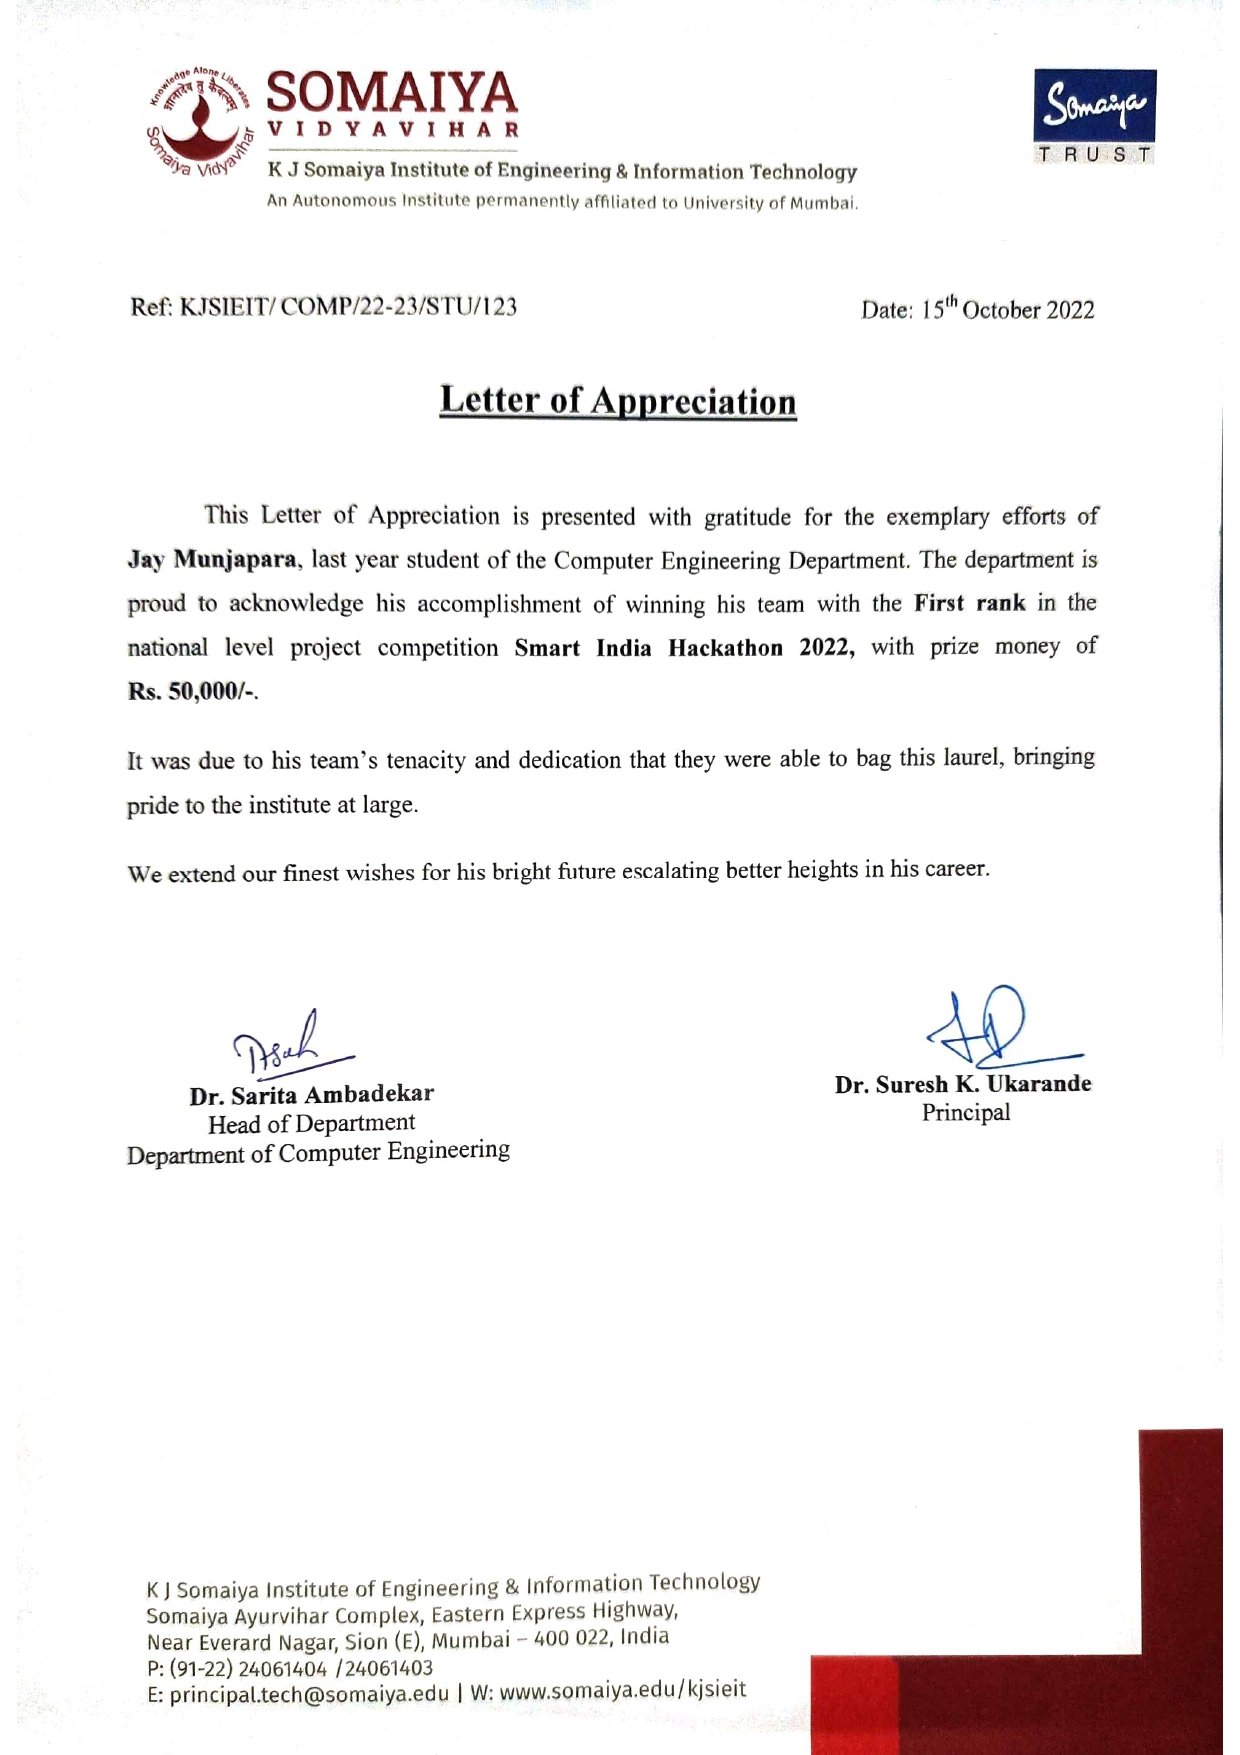 Knowledge Alone Liberates
ज्ञानादेव तु कैवल्यम्
Somaiya Vidyavihar
SOMAIYA
VIDYAVIHAR
K J Somaiya Institute of Engineering & Information Technology
An Autonomous Institute permanently affiliated to University of Mumbai.
Somaiya
TRUST
Ref: KJSIEIT/ COMP/22-23/STU/123
Date: 15th October 2022
Letter of Appreciation
This Letter of Appreciation is presented with gratitude for the exemplary efforts of
Jay Munjapara, last year student of the Computer Engineering Department. The department is
proud to acknowledge his accomplishment of winning his team with the First rank in the
national level project competition Smart India Hackathon 2022, with prize money of
Rs. 50,000/-.
It was due to his team's tenacity and dedication that they were able to bag this laurel, bringing
pride to the institute at large.
We extend our finest wishes for his bright future escalating better heights in his career.
Dr. Sarita Ambadekar
Head of Department
Department of Computer Engineering
Dr. Suresh K. Ukarande
Principal
K J Somaiya Institute of Engineering & Information Technology
Somaiya Ayurvihar Complex, Eastern Express Highway,
Near Everard Nagar, Sion (E), Mumbai – 400 022, India
P: (91-22) 24061404 /24061403
E: principal.tech@somaiya.edu | W: www.somaiya.edu/kjsieit